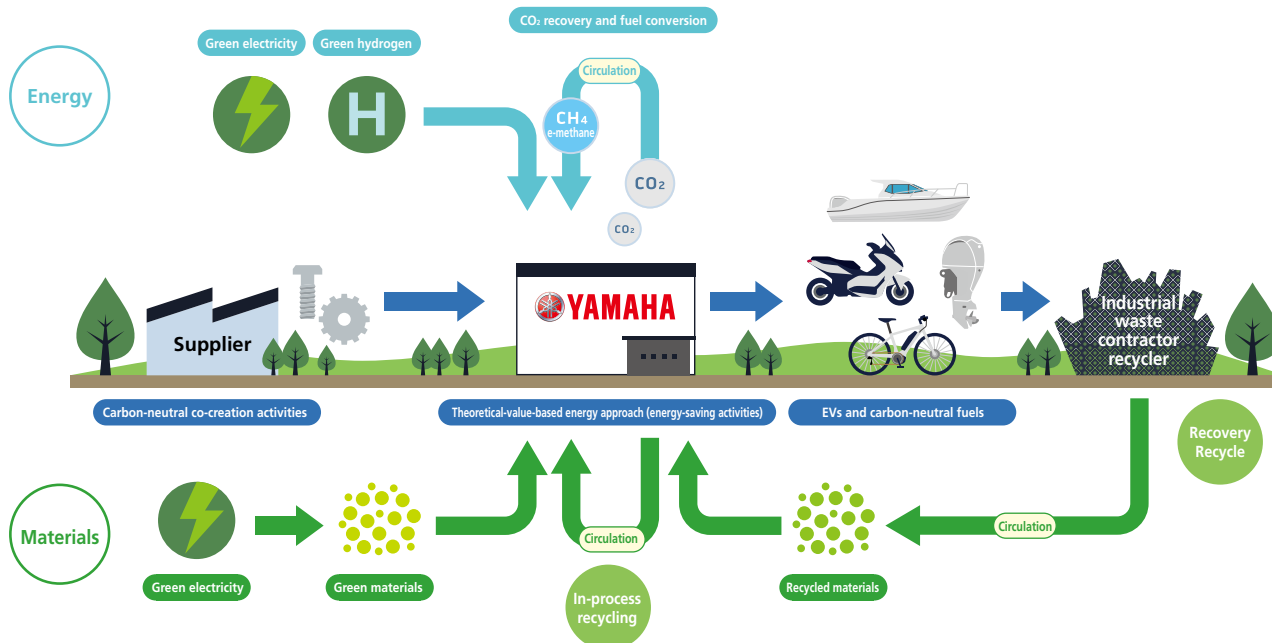 CO₂ recovery and fuel conversion
Green electricity
Green hydrogen
Circulation
Energy
H
CH₄
e-methane
CO₂
CO₂
YAMAHA
Supplier
Industrial
waste
contractor
recycler
Carbon-neutral co-creation activities
Theoretical-value-based energy approach (energy-saving activities)
EVs and carbon-neutral fuels
Recovery
Recycle
Materials
Circulation
Circulation
Green electricity
Green materials
In-process
recycling
Recycled materials